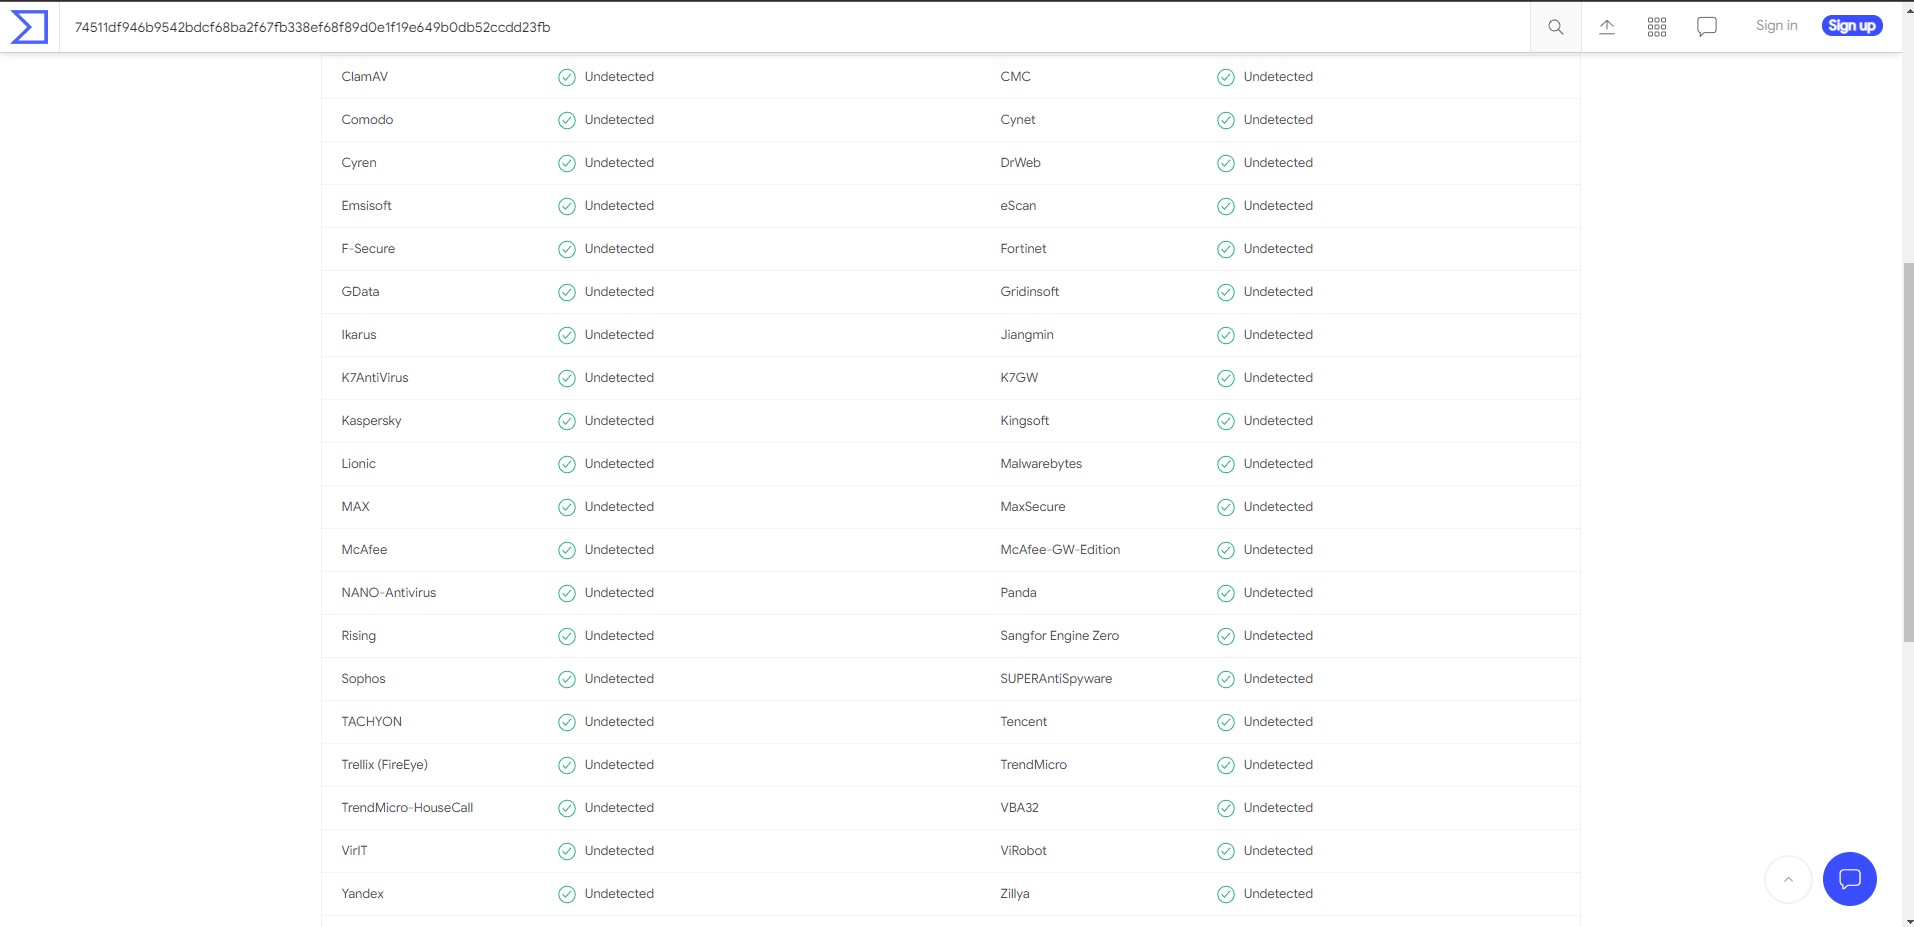 74511df946b9542bdcf68ba2f67fb338ef68f89d0e1f19e649b0db52ccdd23fb Sign in Sign up
ClamAV Undetected CMC Undetected
Comodo Undetected Cynet Undetected
Cyren Undetected DrWeb Undetected
Emsisoft Undetected eScan Undetected
F-Secure Undetected Fortinet Undetected
GData Undetected Gridinsoft Undetected
Ikarus Undetected Jiangmin Undetected
K7AntiVirus Undetected K7GW Undetected
Kaspersky Undetected Kingsoft Undetected
Lionic Undetected Malwarebytes Undetected
MAX Undetected MaxSecure Undetected
McAfee Undetected McAfee-GW-Edition Undetected
NANO-Antivirus Undetected Panda Undetected
Rising Undetected Sangfor Engine Zero Undetected
Sophos Undetected SUPERAntiSpyware Undetected
TACHYON Undetected Tencent Undetected
Trellix (FireEye) Undetected TrendMicro Undetected
TrendMicro-HouseCall Undetected VBA32 Undetected
VirIT Undetected ViRobot Undetected
Yandex Undetected Zillya Undetected